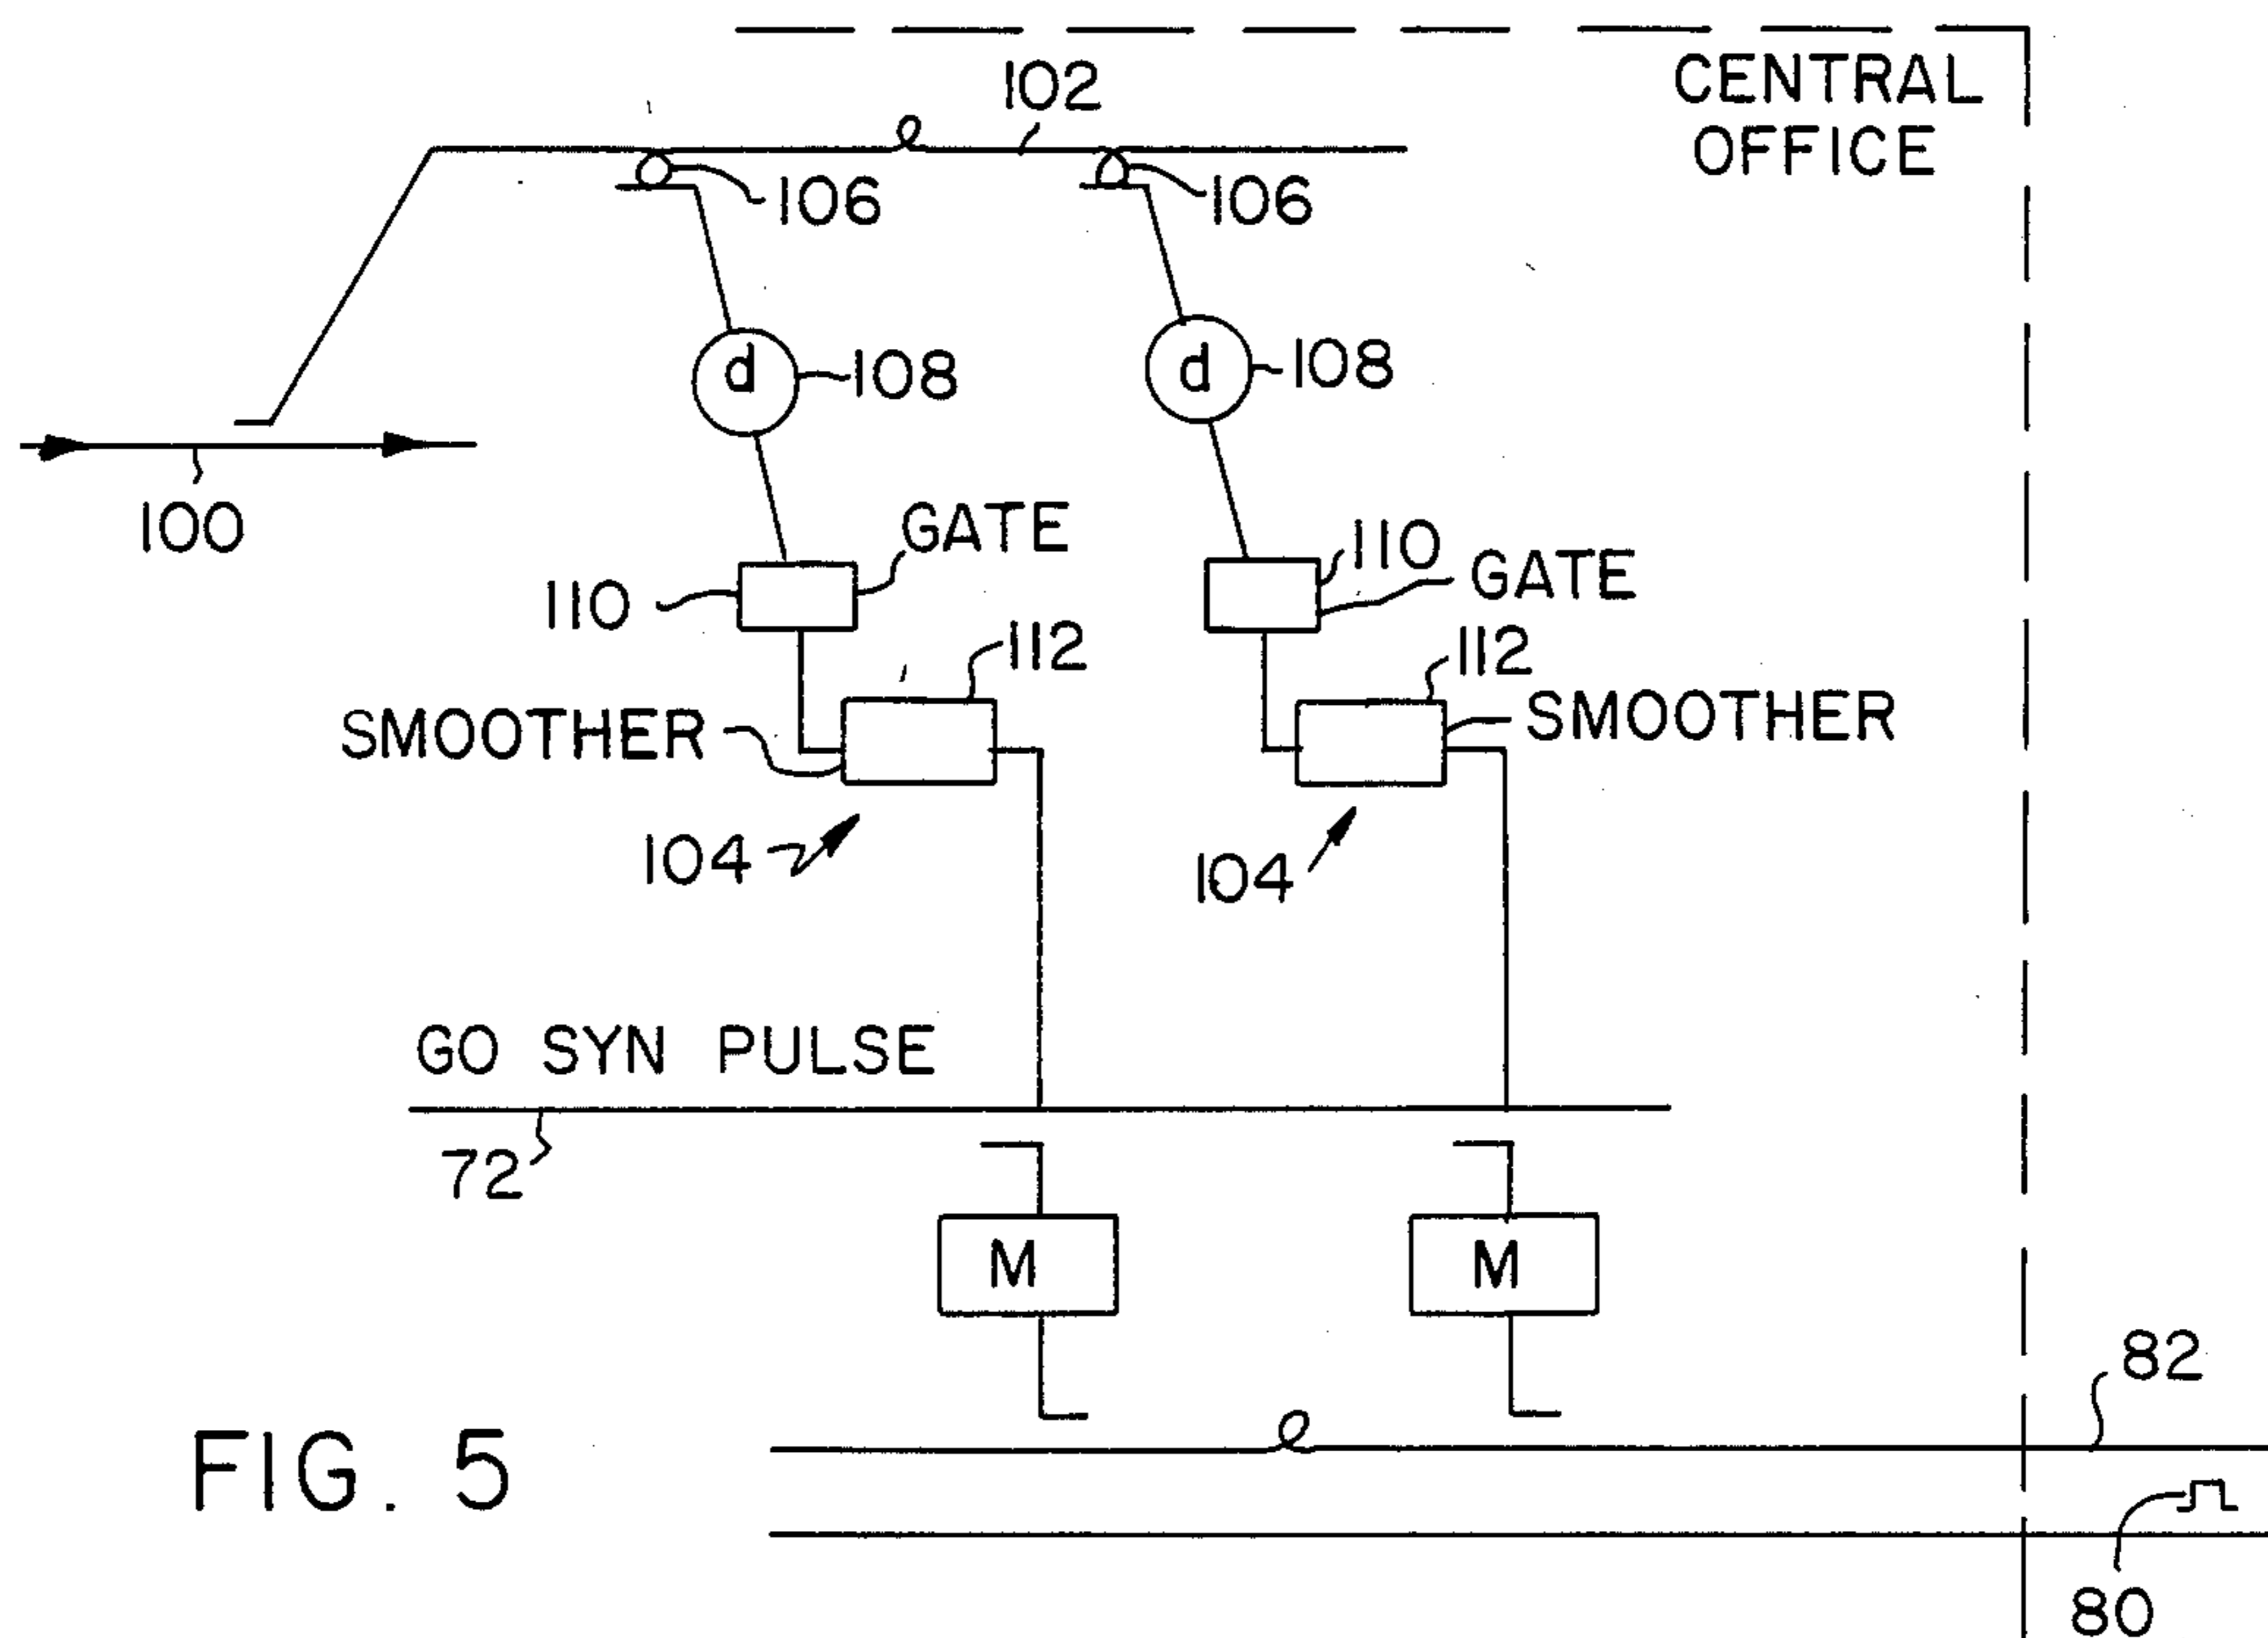 CENTRAL
OFFICE
102
106
106
d
108
d
108
100
GATE
110
110
GATE
112
112
SMOOTHER
SMOOTHER
104
104
GO SYN PULSE
72
M
M
82
FIG. 5
80